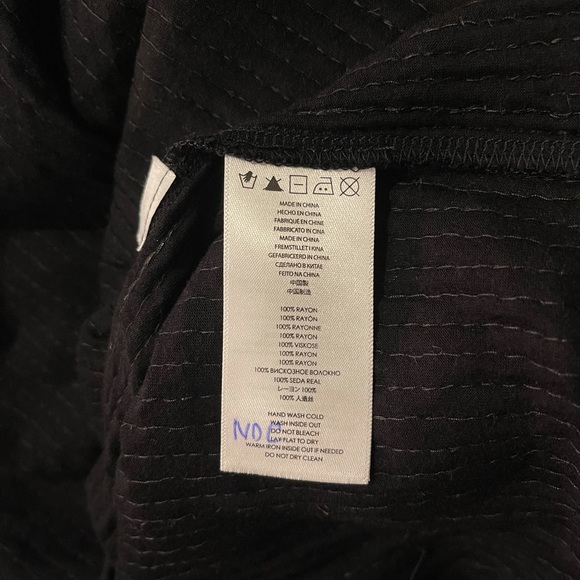 MADE IN CHINA
HECHO EN CHINA
FABRIQUÉ EN CHINE
FABBRICATO IN CINA
MADE IN CHINA
FREMSTILLET I KINA
GEFABRICEERD IN CHINA
СДЕЛАНО В КИТАЕ
FEITO NA CHINA
中国製
中国制造
100% RAYON
100% RAYÓN
100% RAYONNE
100% RAYON
100% VISKOSE
100% RAYON
100% RAYON
100% ВИСКОЗНОЕ ВОЛОКНО
100% SEDA REAL
レーヨン 100%
100% 人造丝
HAND WASH COLD
WASH INSIDE OUT
DO NOT BLEACH
LAY FLAT TO DRY
WARM IRON INSIDE OUT IF NEEDED
DO NOT DRY CLEAN
NDC